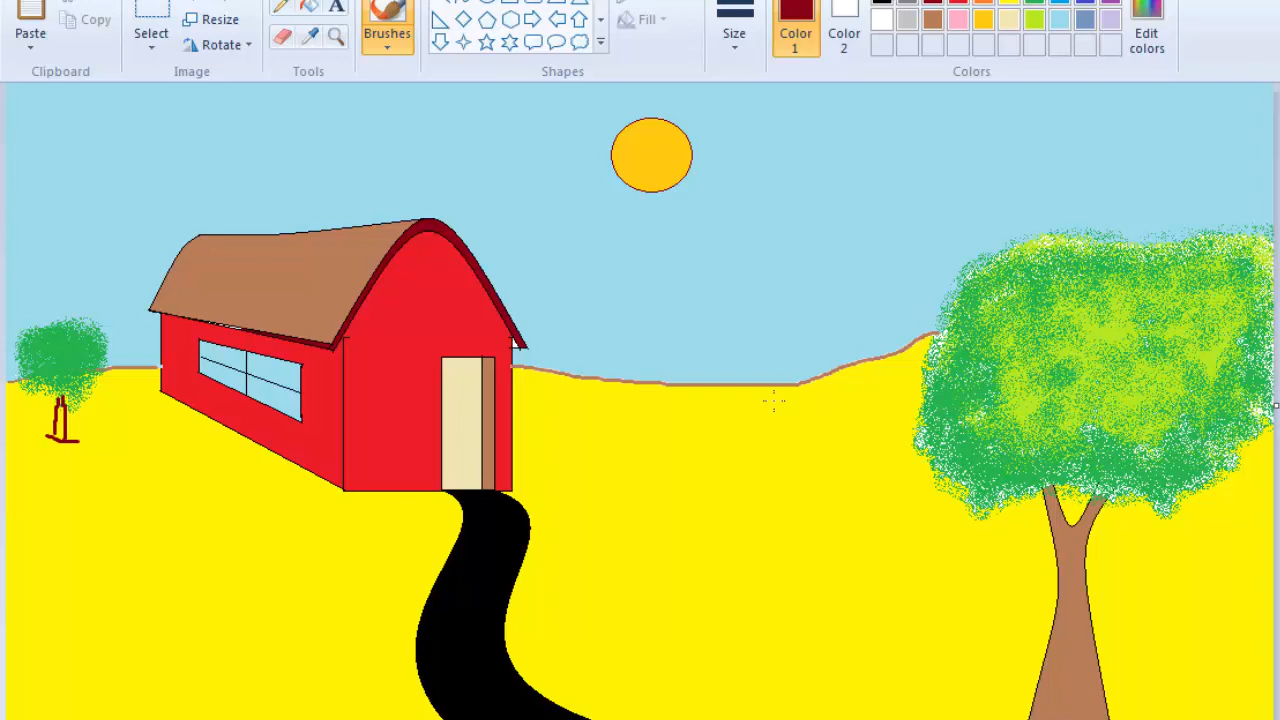 Paste
Copy
Select
Resize
Rotate
A
Brushes
Fill
Size
Color 1
Color 2
Edit colors
Clipboard
Image
Tools
Shapes
Colors